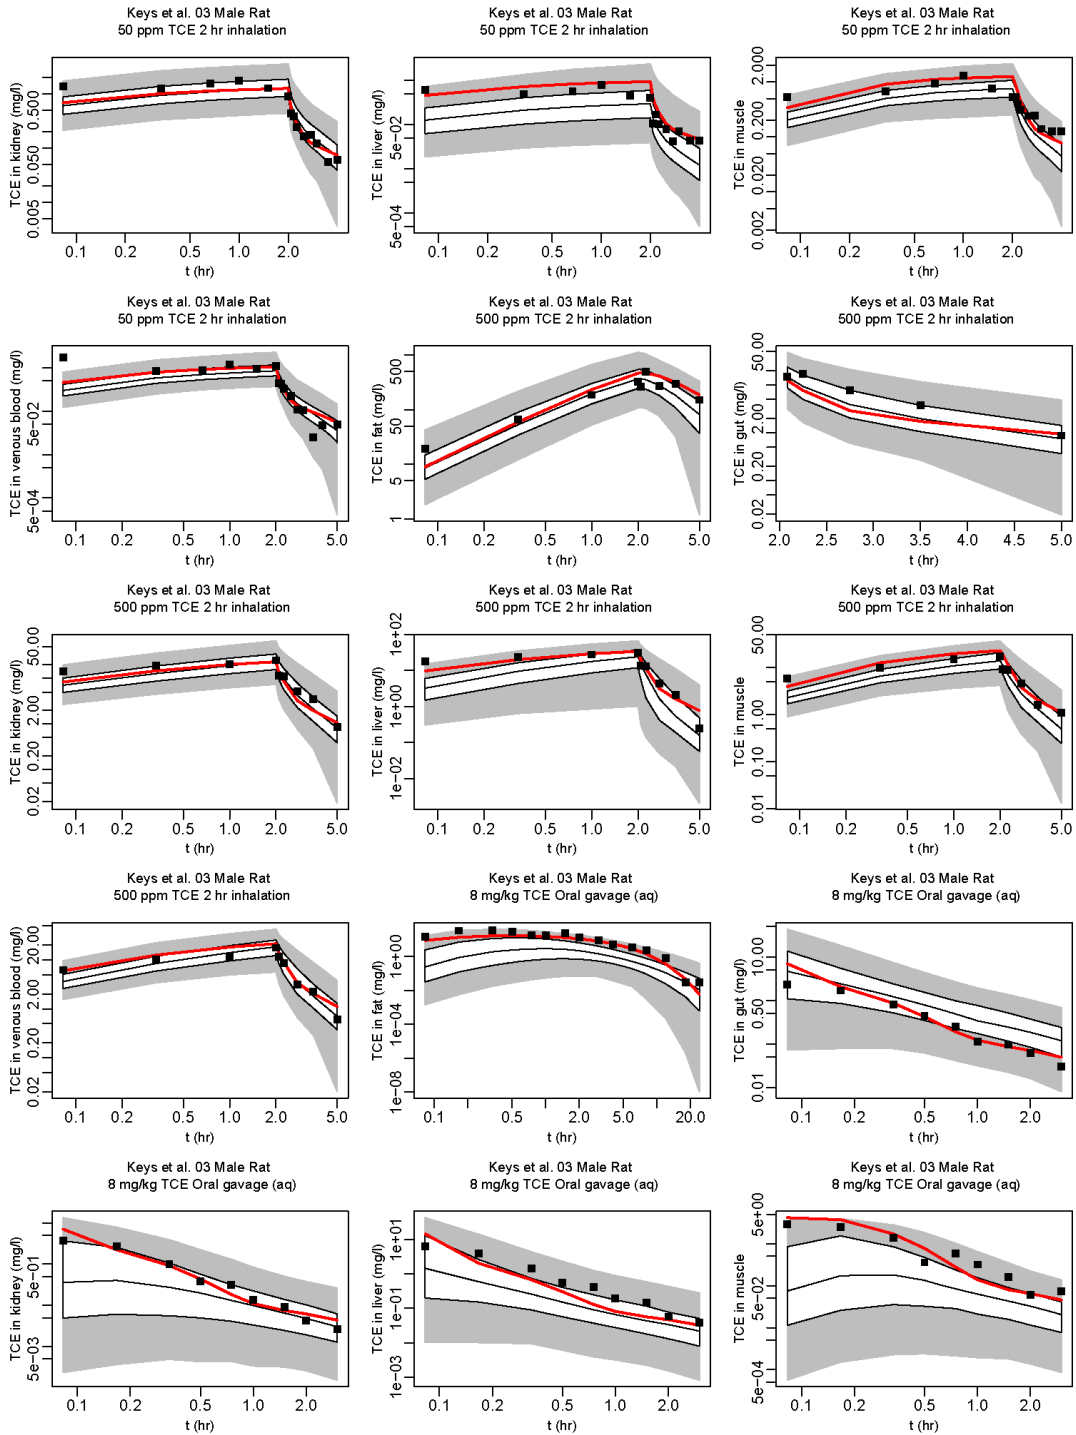 Keys et al. 03 Male Rat
50 ppm TCE 2 hr inhalation
TCE in kidney (mg/l)
0.500
0.050
0.005
0.1 0.2 0.5 1.0 2.0
t (hr)
Keys et al. 03 Male Rat
50 ppm TCE 2 hr inhalation
TCE in liver (mg/l)
5e−02
5e−04
0.1 0.2 0.5 1.0 2.0
t (hr)
Keys et al. 03 Male Rat
50 ppm TCE 2 hr inhalation
TCE in muscle
2.000
0.200
0.020
0.002
0.1 0.2 0.5 1.0 2.0
t (hr)
Keys et al. 03 Male Rat
50 ppm TCE 2 hr inhalation
TCE in venous blood (mg/l)
5e−02
5e−04
0.1 0.2 0.5 1.0 2.0 5.0
t (hr)
Keys et al. 03 Male Rat
500 ppm TCE 2 hr inhalation
TCE in fat (mg/l)
500
50
5
1
0.1 0.2 0.5 1.0 2.0 5.0
t (hr)
Keys et al. 03 Male Rat
500 ppm TCE 2 hr inhalation
TCE in gut (mg/l)
50.00
2.00
0.20
0.02
2.0 2.5 3.0 3.5 4.0 4.5 5.0
t (hr)
Keys et al. 03 Male Rat
500 ppm TCE 2 hr inhalation
TCE in kidney (mg/l)
50.00
2.00
0.20
0.02
0.1 0.2 0.5 1.0 2.0 5.0
t (hr)
Keys et al. 03 Male Rat
500 ppm TCE 2 hr inhalation
TCE in liver (mg/l)
1e+02
1e+00
1e−02
0.1 0.2 0.5 1.0 2.0 5.0
t (hr)
Keys et al. 03 Male Rat
500 ppm TCE 2 hr inhalation
TCE in muscle
50.00
1.00
0.10
0.01
0.1 0.2 0.5 1.0 2.0 5.0
t (hr)
Keys et al. 03 Male Rat
500 ppm TCE 2 hr inhalation
TCE in venous blood (mg/l)
20.00
2.00
0.20
0.02
0.1 0.2 0.5 1.0 2.0 5.0
t (hr)
Keys et al. 03 Male Rat
8 mg/kg TCE Oral gavage (aq)
TCE in fat (mg/l)
1e+00
1e−04
1e−08
0.1 0.5 2.0 5.0 20.0
t (hr)
Keys et al. 03 Male Rat
8 mg/kg TCE Oral gavage (aq)
TCE in gut (mg/l)
10.00
0.50
0.01
0.1 0.2 0.5 1.0 2.0
t (hr)
Keys et al. 03 Male Rat
8 mg/kg TCE Oral gavage (aq)
TCE in kidney (mg/l)
5e−01
5e−03
0.1 0.2 0.5 1.0 2.0
t (hr)
Keys et al. 03 Male Rat
8 mg/kg TCE Oral gavage (aq)
TCE in liver (mg/l)
1e+01
1e−01
1e−03
0.1 0.2 0.5 1.0 2.0
t (hr)
Keys et al. 03 Male Rat
8 mg/kg TCE Oral gavage (aq)
TCE in muscle
5e+00
5e−02
5e−04
0.1 0.2 0.5 1.0 2.0
t (hr)